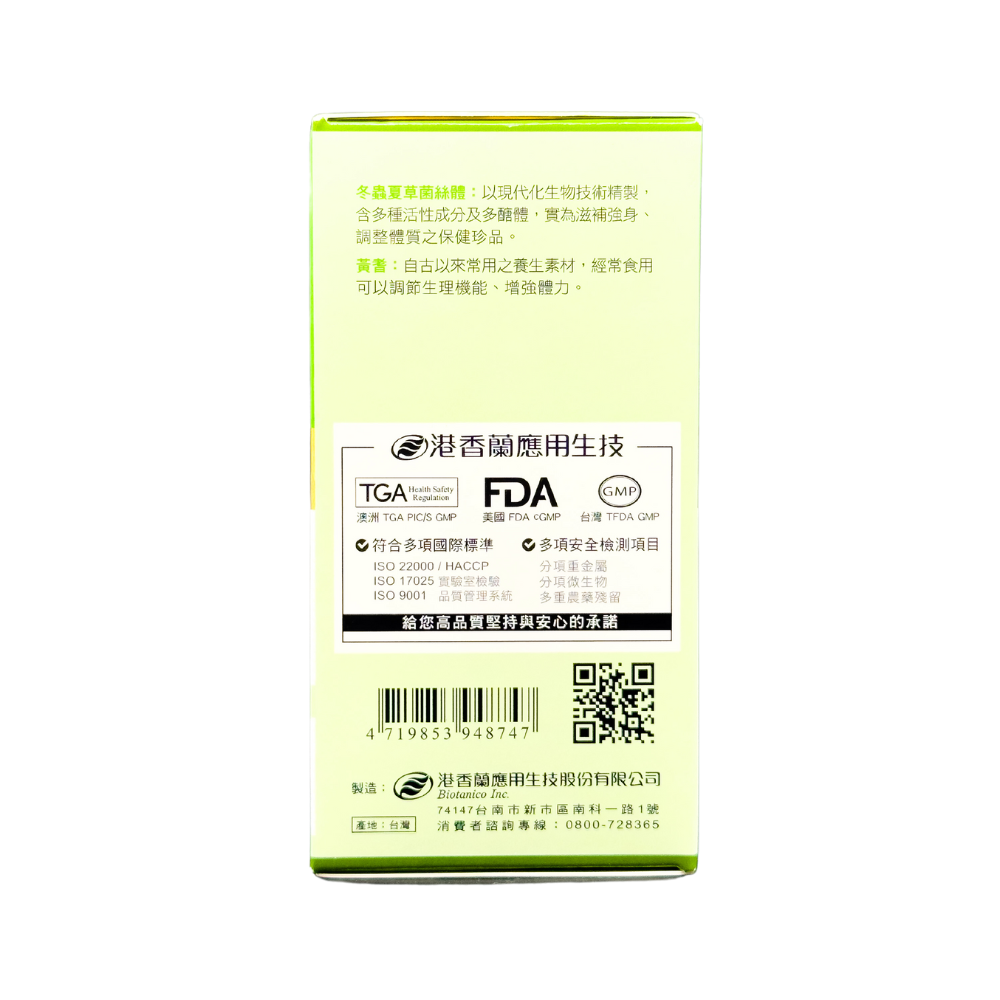 冬蟲夏草菌絲體：以現代化生物技術精製，
含多種活性成分及多醣體，實為滋補強身、
調整體質之保健珍品。
黃耆：自古以來常用之養生素材，經常食用
可以調節生理機能、增強體力。
港香蘭應用生技
TGA Health Safety Regulation
FDA
GMP
澳洲 TGA PIC/S GMP
美國 FDA cGMP
台灣 TFDA GMP
符合多項國際標準
ISO 22000 / HACCP
ISO 17025 實驗室檢驗
ISO 9001 品質管理系統
多項安全檢測項目
分項重金屬
分項微生物
多重農藥殘留
給您高品質堅持與安心的承諾
4 719853 948747
製造：港香蘭應用生技股份有限公司
Biotanico Inc.
74147台南市新市區南科一路1號
產地：台灣
消費者諮詢專線：0800-728365